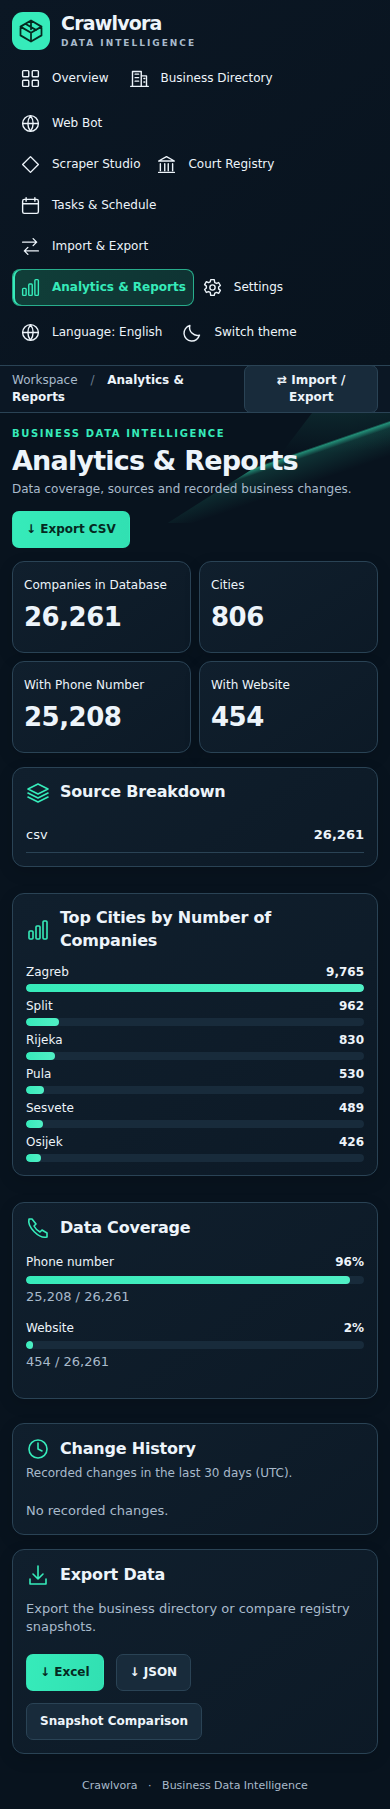 Crawlvora
DATA INTELLIGENCE
Overview
Business Directory
Web Bot
Scraper Studio
Court Registry
Tasks & Schedule
Import & Export
Analytics & Reports
Settings
Language: English
Switch theme
Workspace / Analytics &
Reports
⇄ Import /
Export
BUSINESS DATA INTELLIGENCE
Analytics & Reports
Data coverage, sources and recorded business changes.
↓ Export CSV
Companies in Database
26,261
Cities
806
With Phone Number
25,208
With Website
454
Source Breakdown
csv 26,261
Top Cities by Number of
Companies
Zagreb 9,765
Split 962
Rijeka 830
Pula 530
Sesvete 489
Osijek 426
Data Coverage
Phone number 96%
25,208 / 26,261
Website 2%
454 / 26,261
Change History
Recorded changes in the last 30 days (UTC).
No recorded changes.
Export Data
Export the business directory or compare registry
snapshots.
↓ Excel
↓ JSON
Snapshot Comparison
Crawlvora · Business Data Intelligence